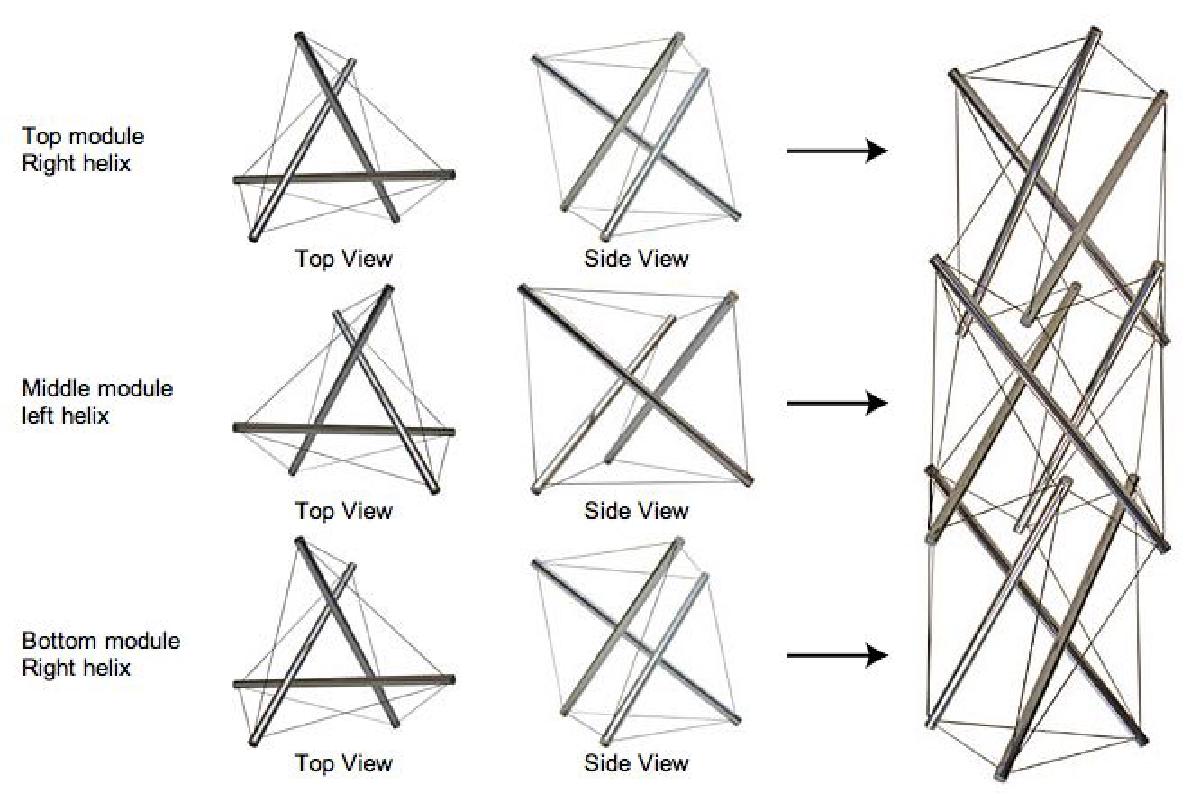 Top module
Right helix
Top View
Side View
Middle module
left helix
Top View
Side View
Bottom module
Right helix
Top View
Side View